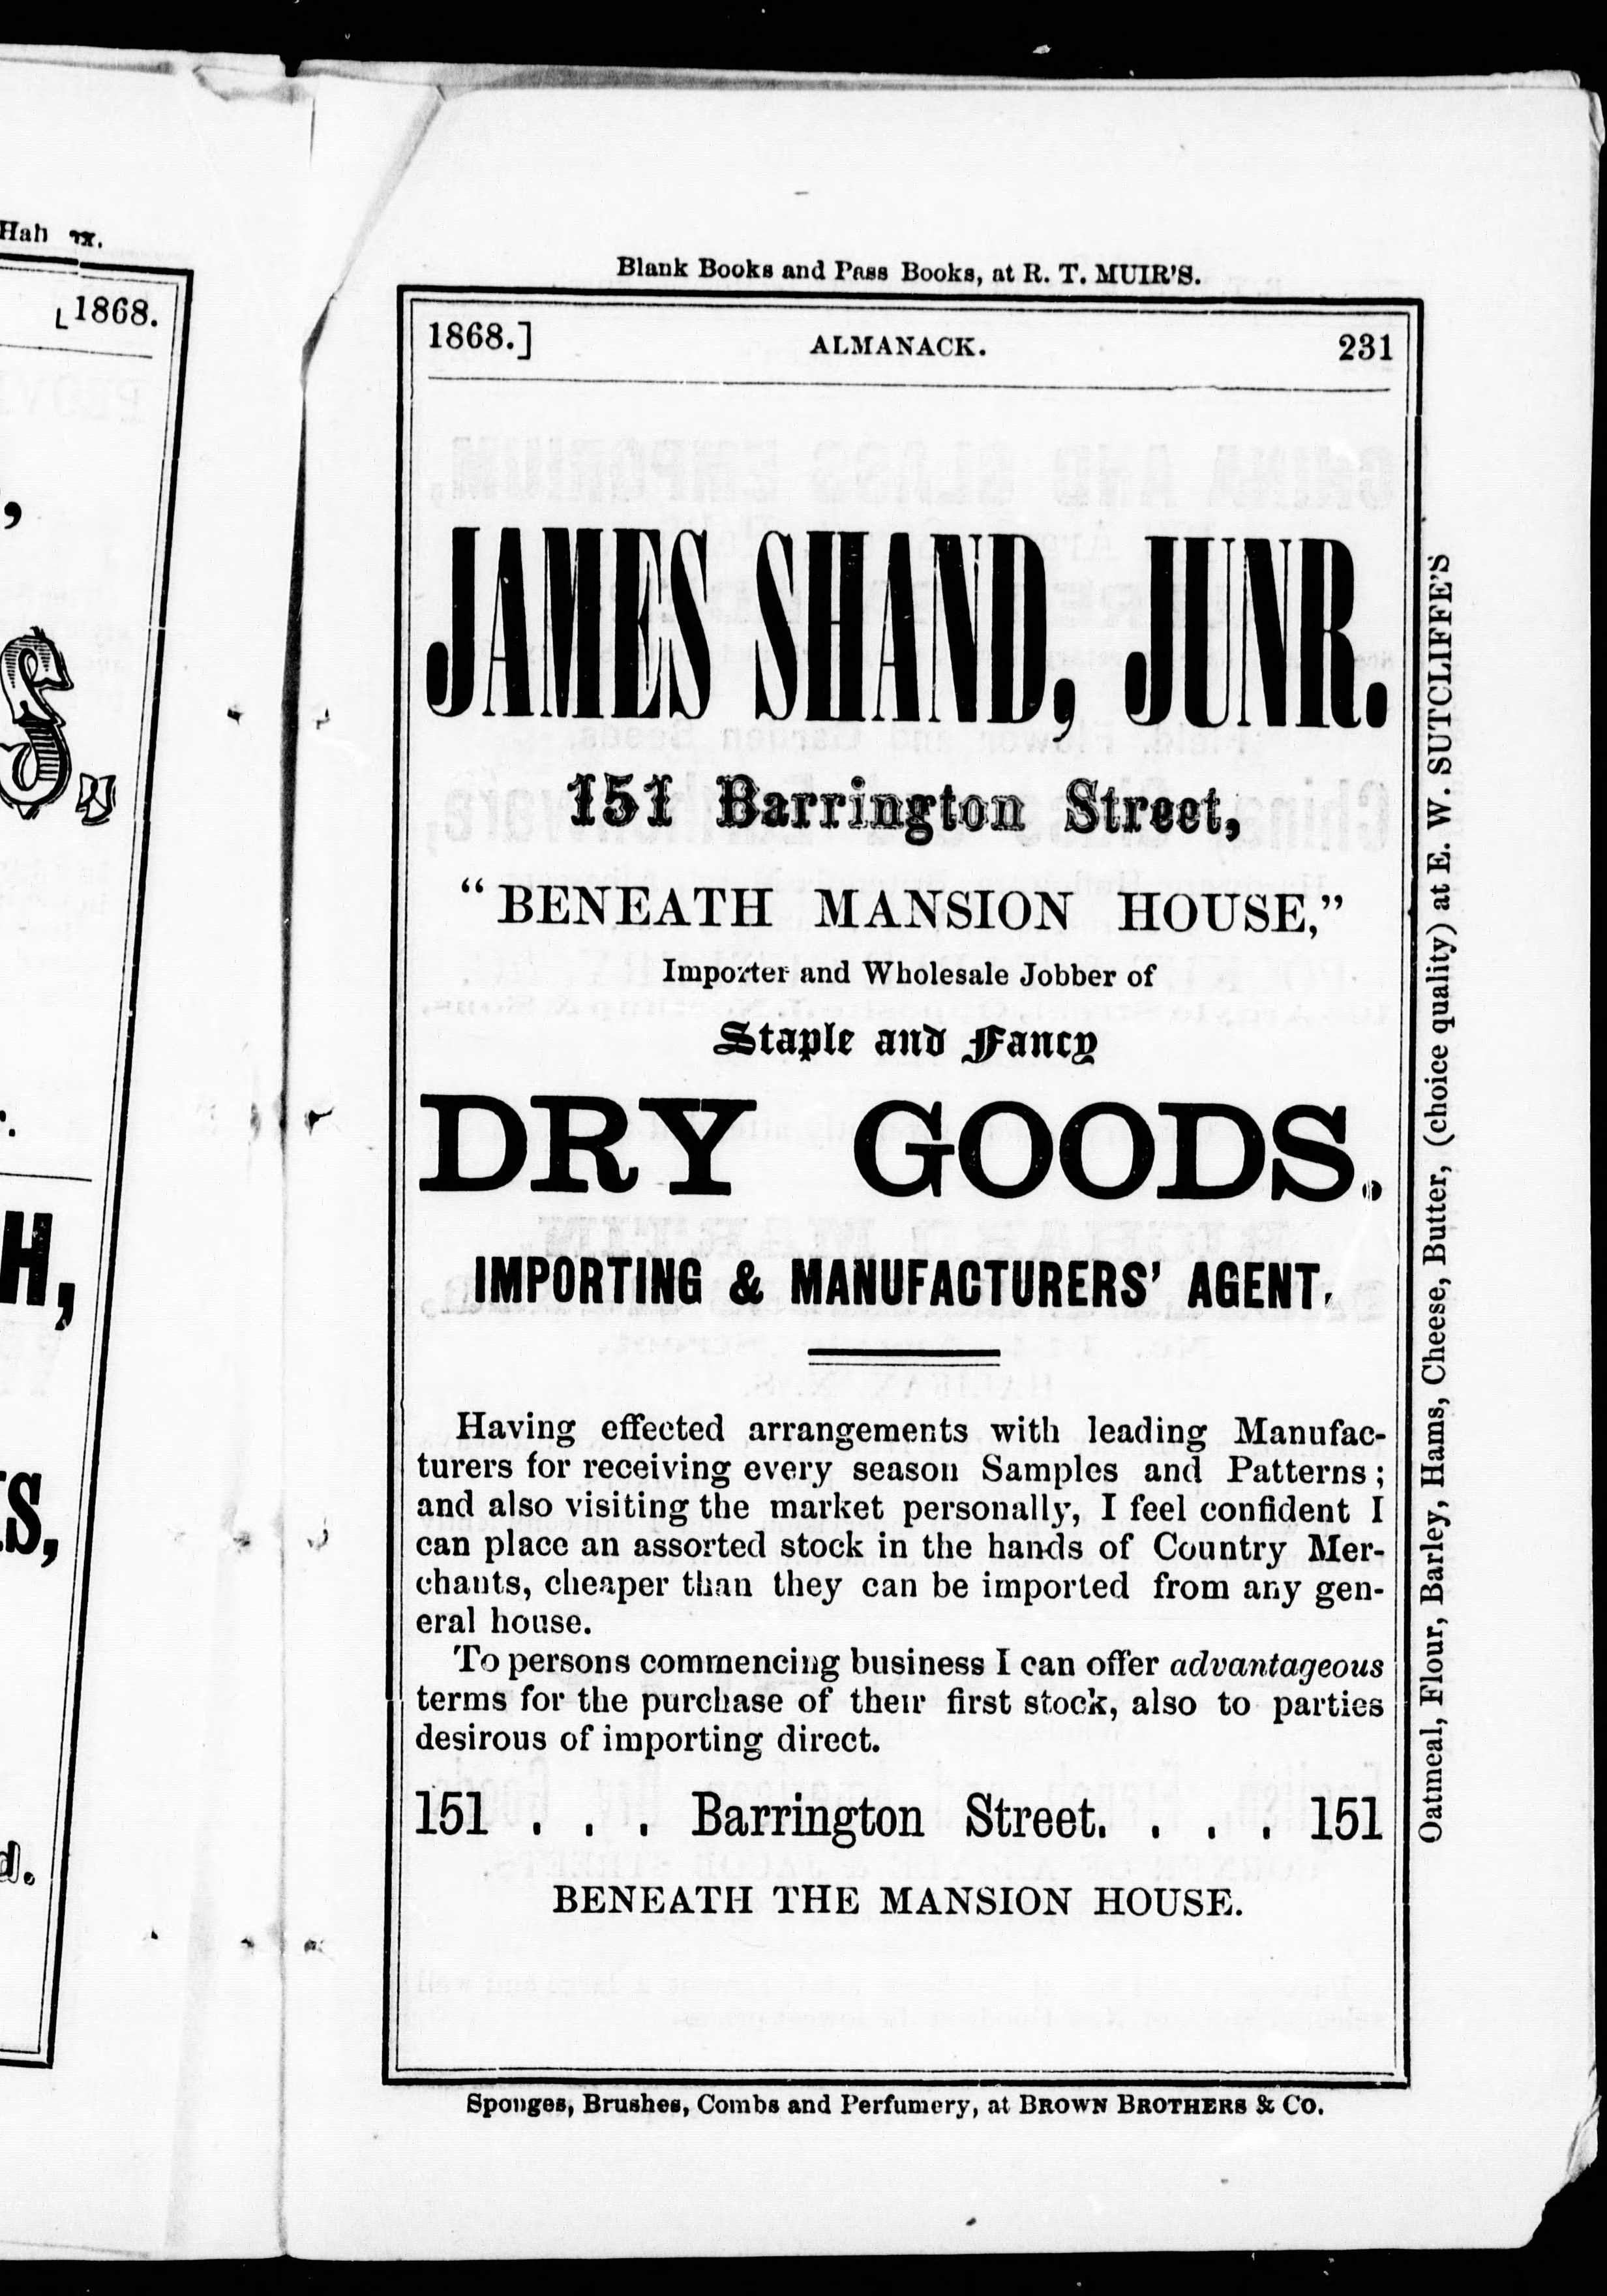 Blank Books and Pass Books, at R. T. MUIR'S.
1868.] ALMANACK. 231
JAMES SHAND, JUNR.
151 Barrington Street,
"BENEATH MANSION HOUSE,"
Importer and Wholesale Jobber of
Staple and Fancy
DRY GOODS.
IMPORTING & MANUFACTURERS' AGENT,
Having effected arrangements with leading Manufac-
turers for receiving every season Samples and Patterns;
and also visiting the market personally, I feel confident I
can place an assorted stock in the hands of Country Mer-
chants, cheaper than they can be imported from any gen-
eral house.
To persons commencing business I can offer advantageous
terms for the purchase of their first stock, also to parties
desirous of importing direct.
151 . . . Barrington Street. . . . 151
BENEATH THE MANSION HOUSE.
Sponges, Brushes, Combs and Perfumery, at BROWN BROTHERS & CO.
Oatmeal, Flour, Barley, Hams, Cheese, Butter, (choice quality) at E. W. SUTCLIFFE'S
[1868.
S,
H,
S,
d.